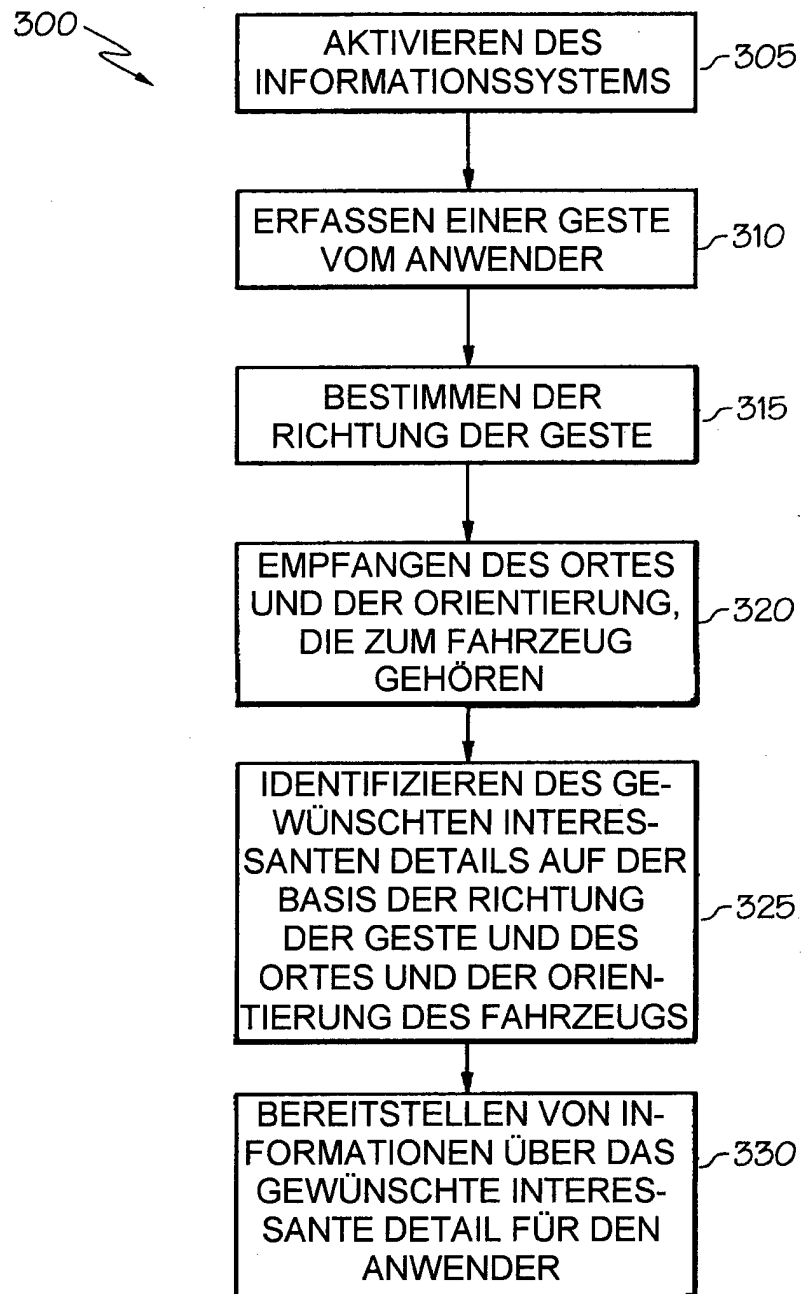 300
AKTIVIEREN DES
INFORMATIONSSYSTEMS
305
ERFASSEN EINER GESTE
VOM ANWENDER
310
BESTIMMEN DER
RICHTUNG DER GESTE
315
EMPFANGEN DES ORTES
UND DER ORIENTIERUNG,
DIE ZUM FAHRZEUG
GEHÖREN
320
IDENTIFIZIEREN DES GE-
WÜNSCHTEN INTERES-
SANTEN DETAILS AUF DER
BASIS DER RICHTUNG
DER GESTE UND DES
ORTES UND DER ORIEN-
TIERUNG DES FAHRZEUGS
325
BEREITSTELLEN VON IN-
FORMATIONEN ÜBER DAS
GEWÜNSCHTE INTERES-
SANTE DETAIL FÜR DEN
ANWENDER
330